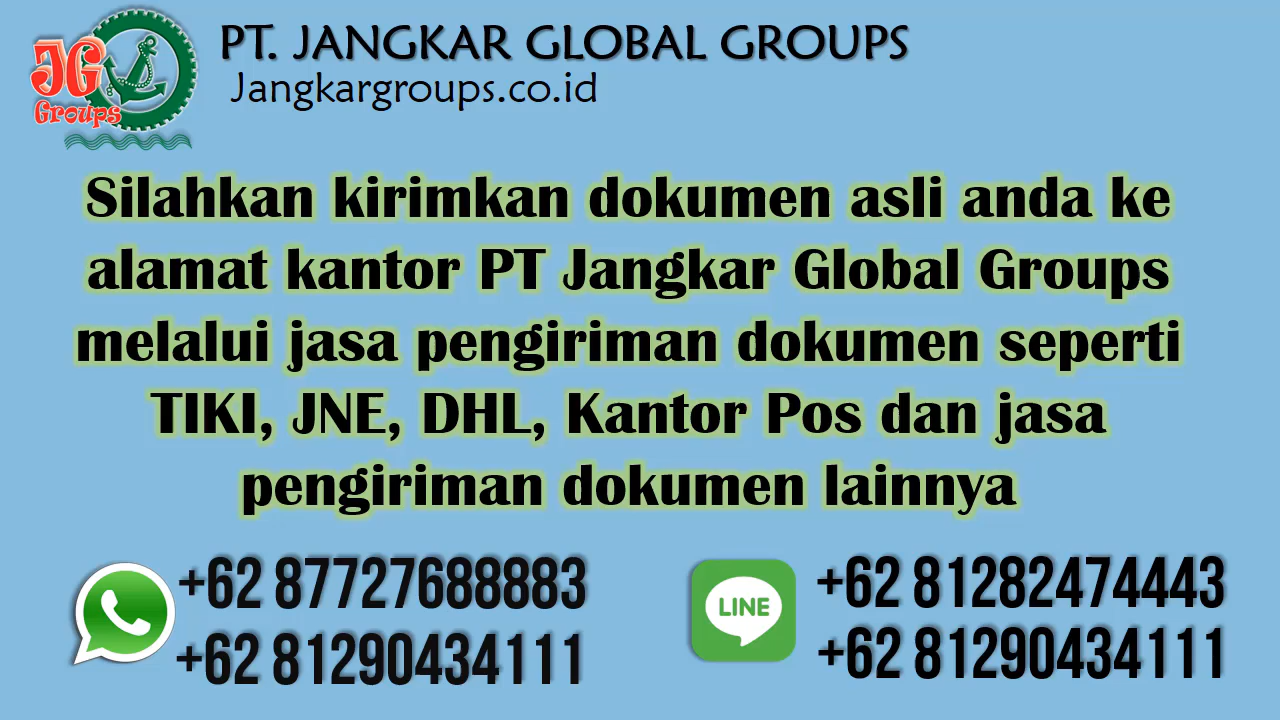 JG
Groups
PT. JANGKAR GLOBAL GROUPS
Jangkargroups.co.id
Silahkan kirimkan dokumen asli anda ke
alamat kantor PT Jangkar Global Groups
melalui jasa pengiriman dokumen seperti
TIKI, JNE, DHL, Kantor Pos dan jasa
pengiriman dokumen lainnya
+62 87727688883
+62 81290434111
LINE
+62 81282474443
+62 81290434111